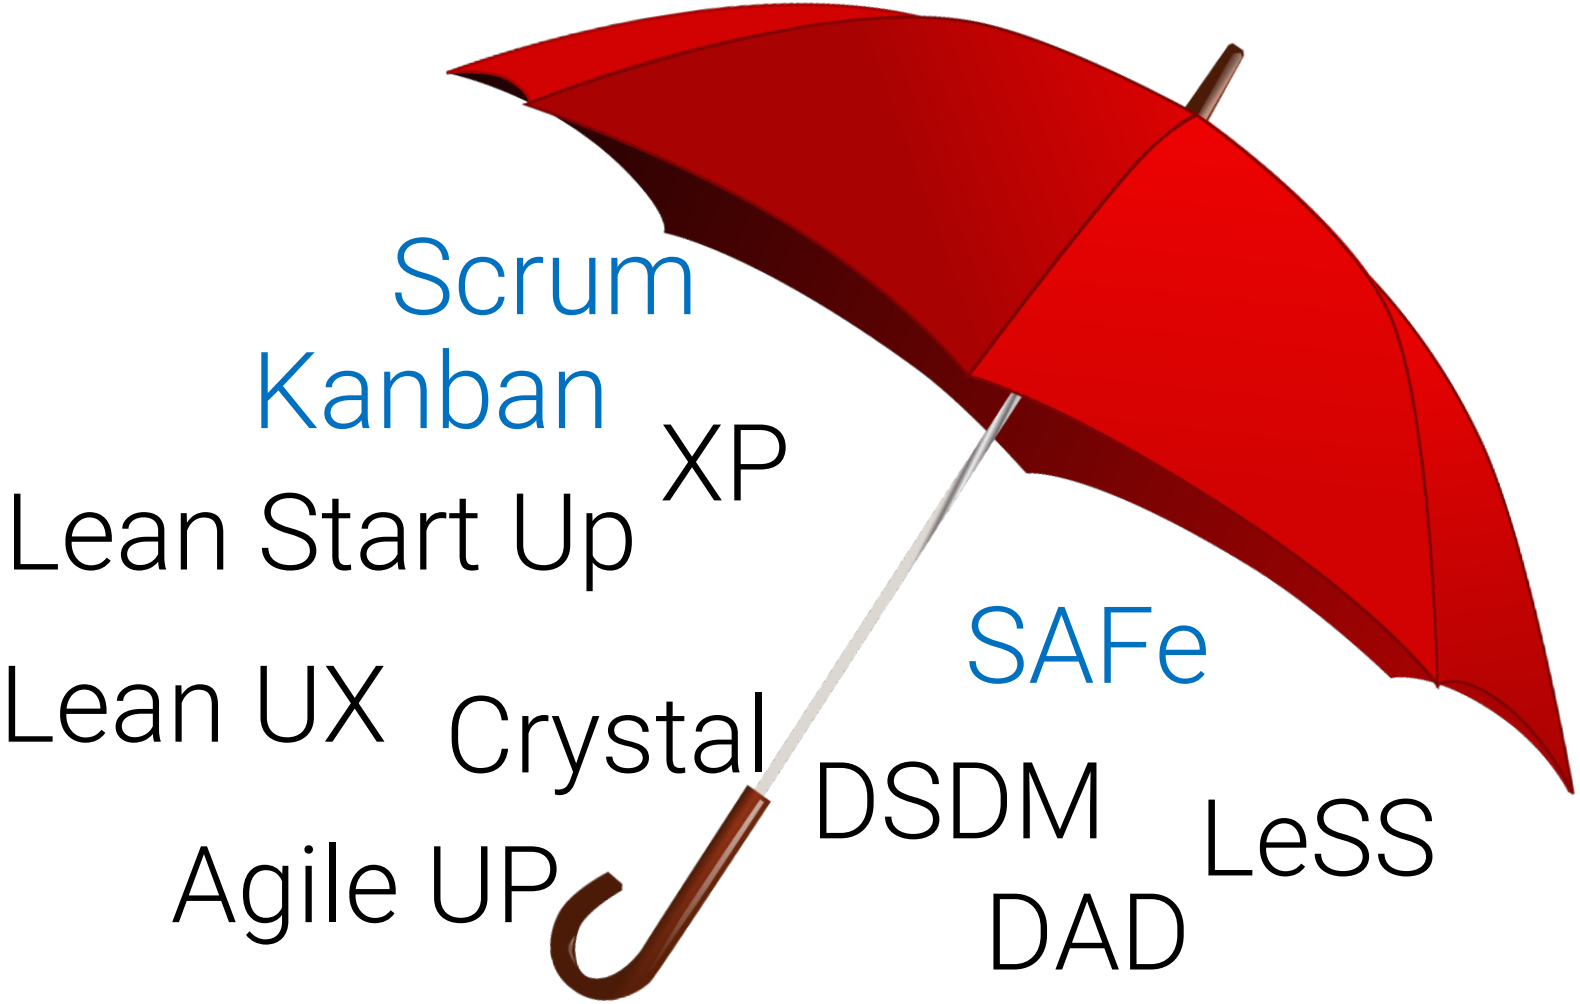 Scrum
Kanban
XP
Lean Start Up
SAFe
Lean UX
Crystal
DSDM
LeSS
Agile UP
DAD